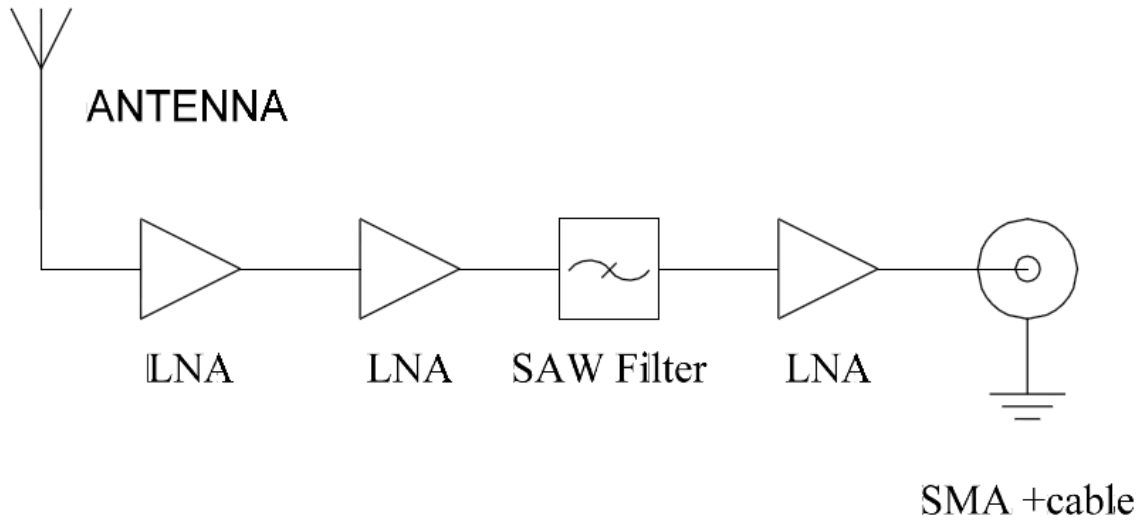 ANTENNA
LNA
LNA
SAW Filter
LNA
SMA +cable